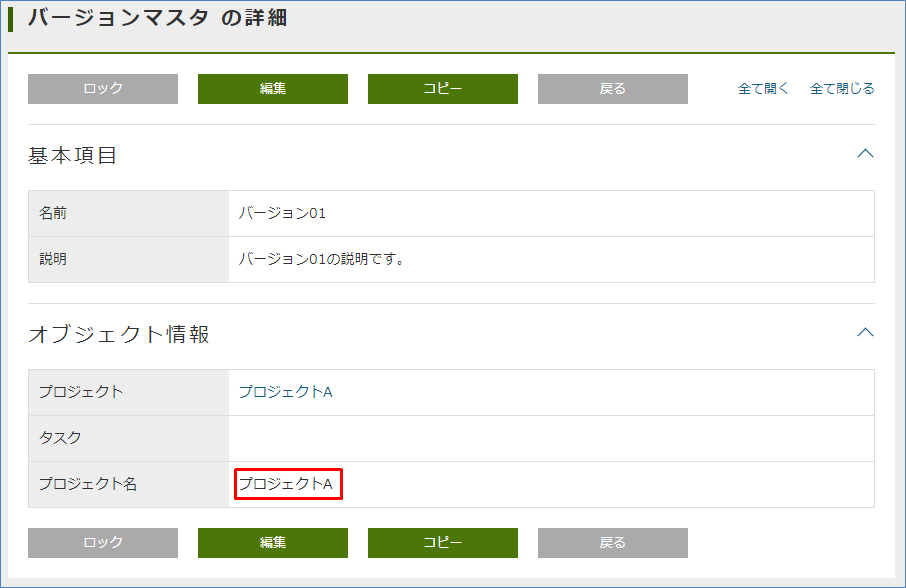 バージョンマスタ の詳細
ロック 編集 コピー 戻る 全て開く 全て閉じる
基本項目
名前 バージョン01
説明 バージョン01の説明です。
オブジェクト情報
プロジェクト プロジェクトA
タスク
プロジェクト名 プロジェクトA
ロック 編集 コピー 戻る